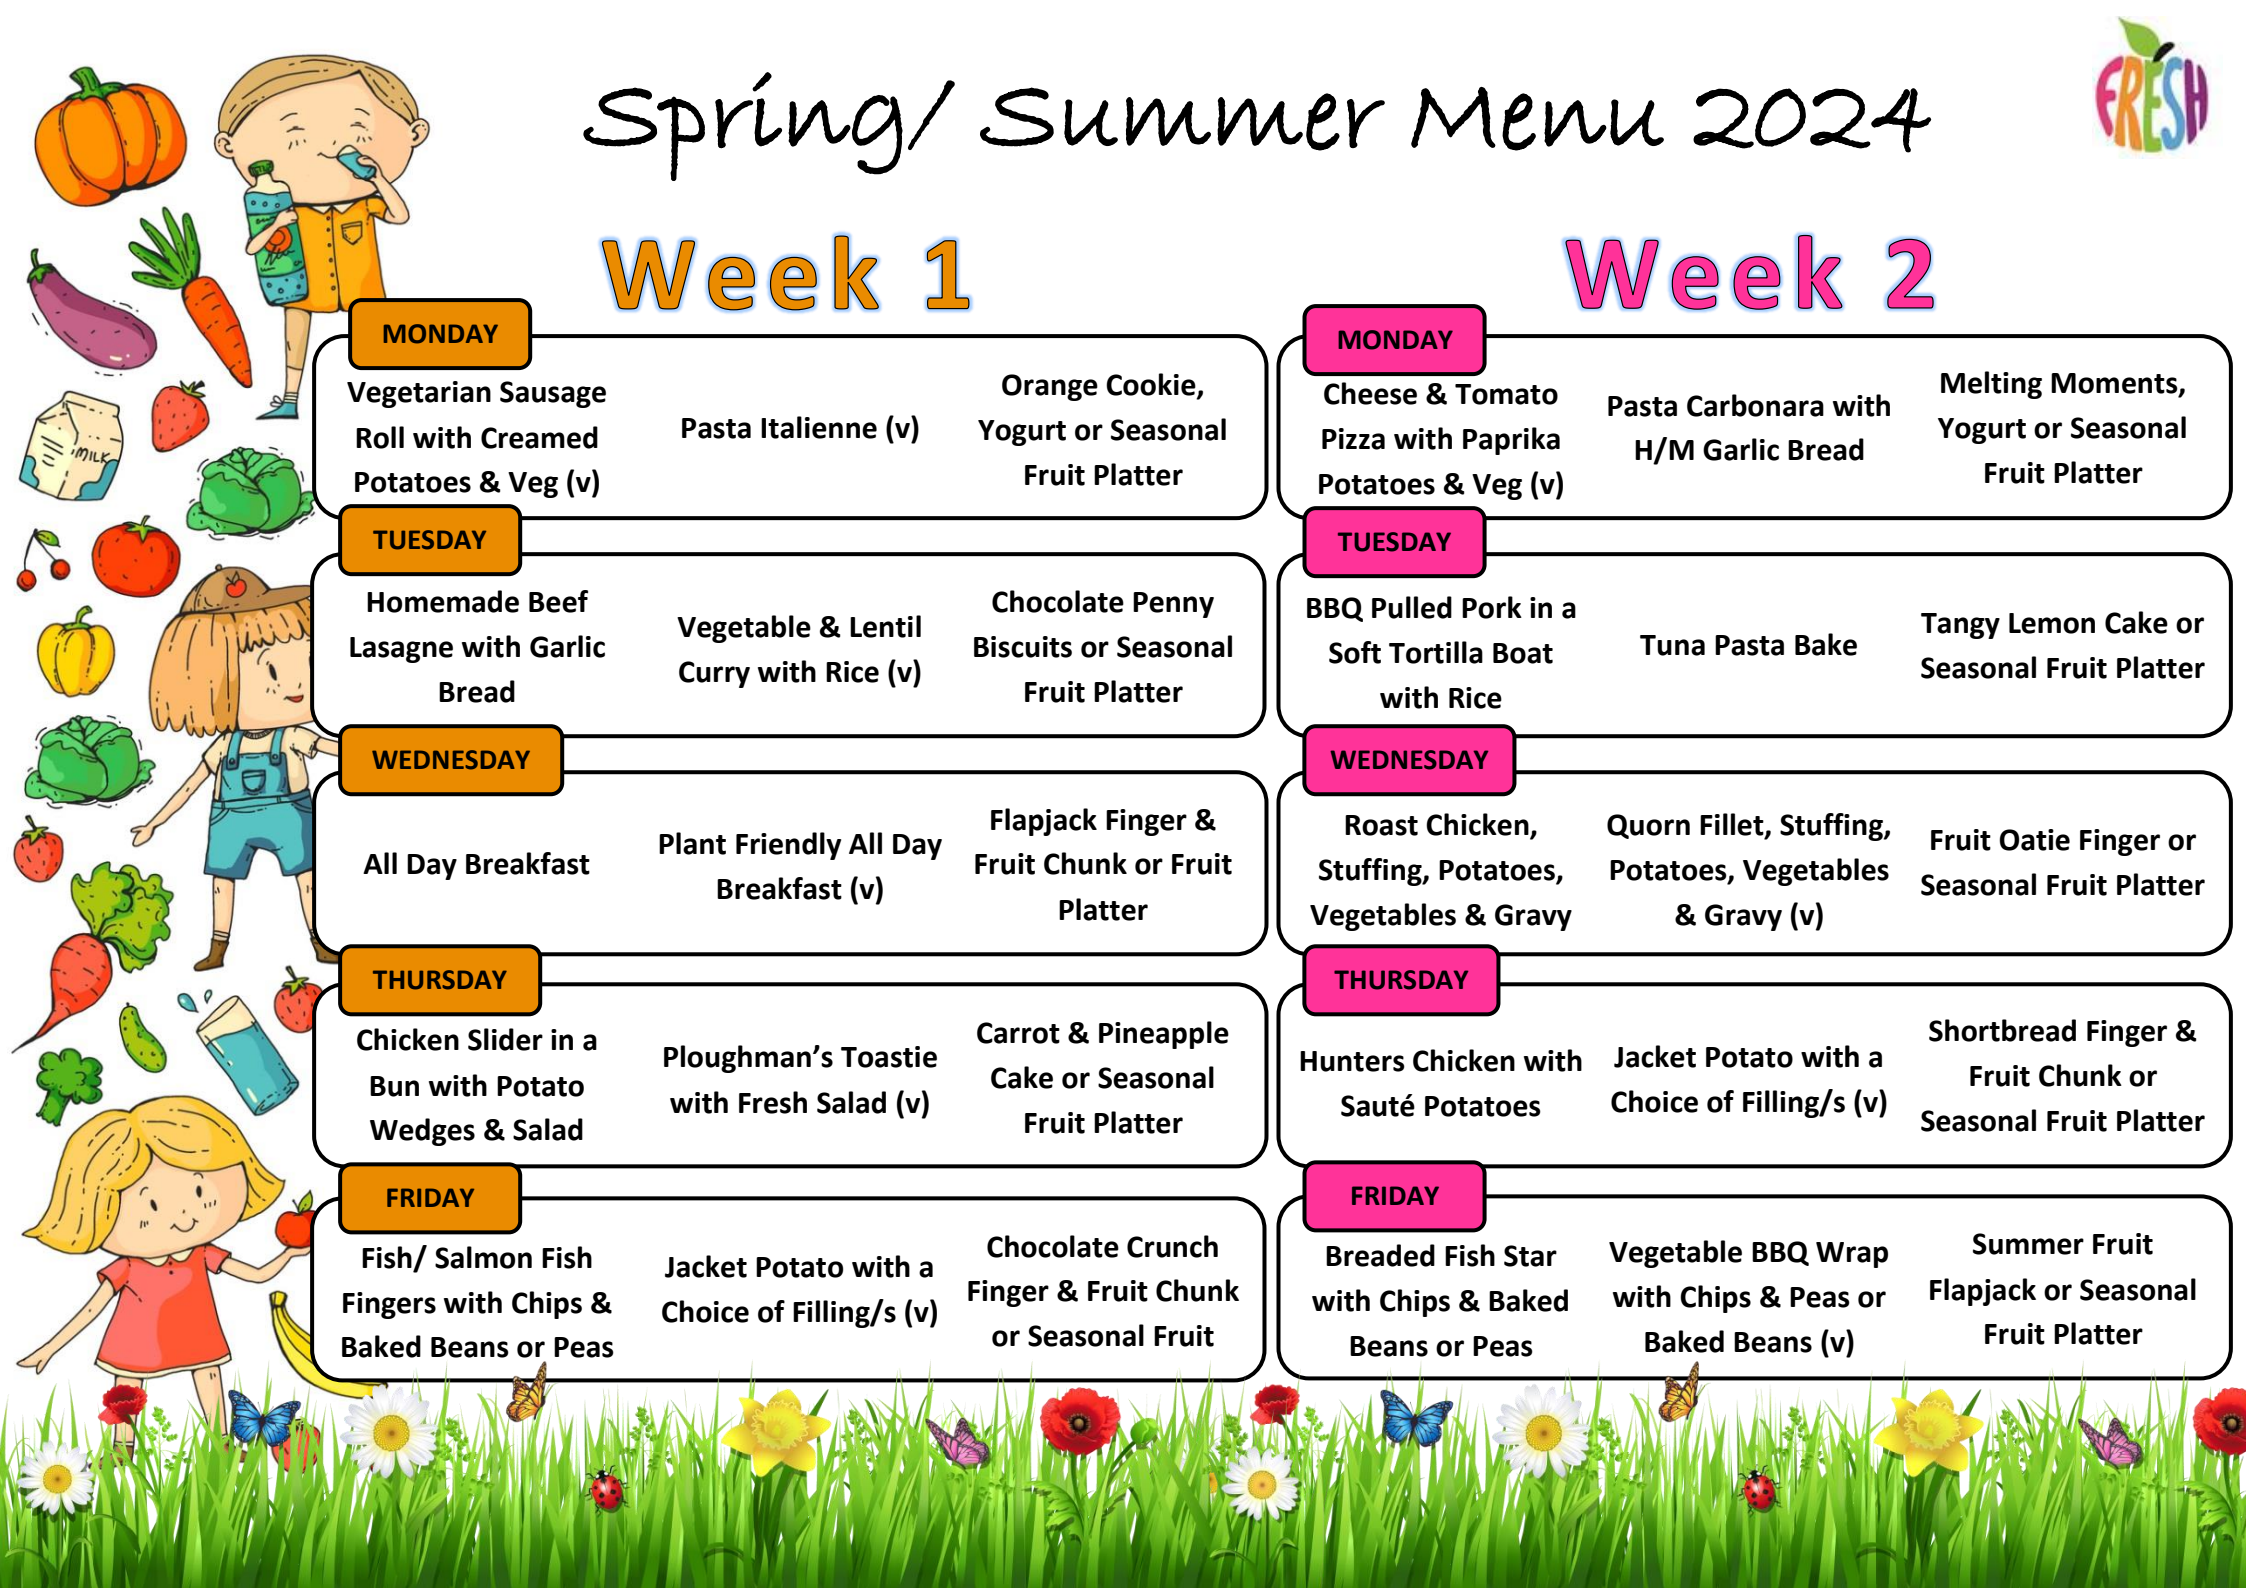 Spring/ Summer Menu 2024
FRESH
Week 1
MONDAY
Vegetarian Sausage
Roll with Creamed
Potatoes & Veg (v)
Pasta Italienne (v)
Orange Cookie,
Yogurt or Seasonal
Fruit Platter
TUESDAY
Homemade Beef
Lasagne with Garlic
Bread
Vegetable & Lentil
Curry with Rice (v)
Chocolate Penny
Biscuits or Seasonal
Fruit Platter
WEDNESDAY
All Day Breakfast
Plant Friendly All Day
Breakfast (v)
Flapjack Finger &
Fruit Chunk or Fruit
Platter
THURSDAY
Chicken Slider in a
Bun with Potato
Wedges & Salad
Ploughman’s Toastie
with Fresh Salad (v)
Carrot & Pineapple
Cake or Seasonal
Fruit Platter
FRIDAY
Fish/ Salmon Fish
Fingers with Chips &
Baked Beans or Peas
Jacket Potato with a
Choice of Filling/s (v)
Chocolate Crunch
Finger & Fruit Chunk
or Seasonal Fruit
Week 2
MONDAY
Cheese & Tomato
Pizza with Paprika
Potatoes & Veg (v)
Pasta Carbonara with
H/M Garlic Bread
Melting Moments,
Yogurt or Seasonal
Fruit Platter
TUESDAY
BBQ Pulled Pork in a
Soft Tortilla Boat
with Rice
Tuna Pasta Bake
Tangy Lemon Cake or
Seasonal Fruit Platter
WEDNESDAY
Roast Chicken,
Stuffing, Potatoes,
Vegetables & Gravy
Quorn Fillet, Stuffing,
Potatoes, Vegetables
& Gravy (v)
Fruit Oatie Finger or
Seasonal Fruit Platter
THURSDAY
Hunters Chicken with
Sauté Potatoes
Jacket Potato with a
Choice of Filling/s (v)
Shortbread Finger &
Fruit Chunk or
Seasonal Fruit Platter
FRIDAY
Breaded Fish Star
with Chips & Baked
Beans or Peas
Vegetable BBQ Wrap
with Chips & Peas or
Baked Beans (v)
Summer Fruit
Flapjack or Seasonal
Fruit Platter
MILK